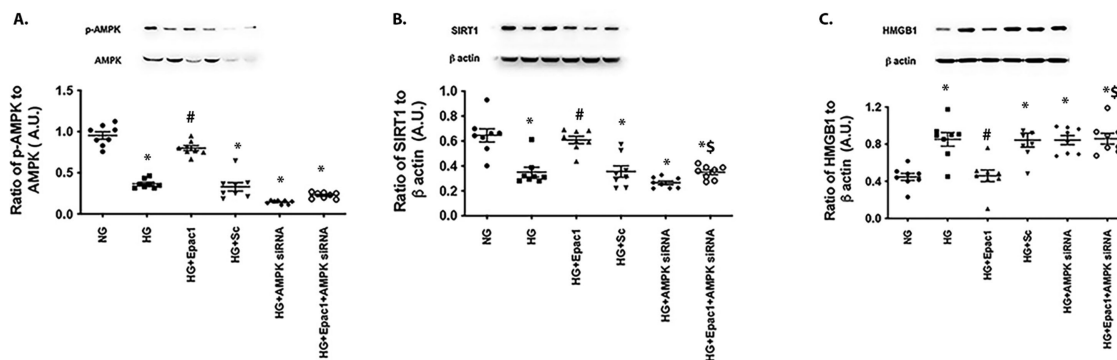 A.
p-AMPK
AMPK
Ratio of p-AMPK to
AMPK ( A.U.)
1.5
1.0
0.5
0.0
*
#
*
*
*
NG
HG
HG+Epac1
HG+Sc
HG+AMPK siRNA
HG+Epac1+AMPK siRNA
B.
SIRT1
β actin
Ratio of SIRT1 to
β actin (A.U.)
1.0
0.8
0.6
0.4
0.2
0.0
*
#
*
*
*$
NG
HG
HG+Epac1
HG+Sc
HG+AMPK siRNA
HG+Epac1+AMPK siRNA
C.
HMGB1
β actin
Ratio of HMGB1 to
β actin (A.U.)
1.2
0.8
0.4
0.0
*
#
*
*
*$
NG
HG
HG+Epac1
HG+Sc
HG+AMPK siRNA
HG+Epac1+AMPK siRNA